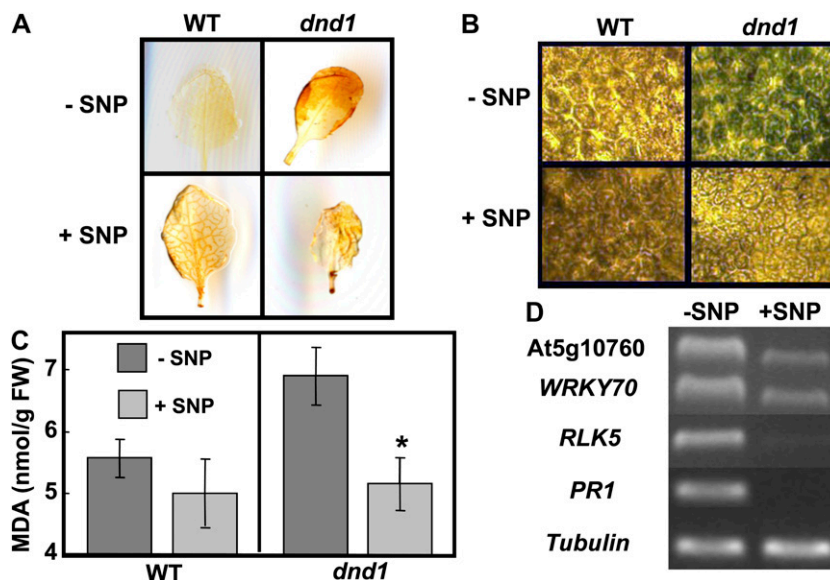 A
WT
dnd1
- SNP
+ SNP
B
WT
dnd1
- SNP
+ SNP
C
MDA (nmol/g FW)
7
6
5
4
- SNP
+ SNP
*
WT
dnd1
D
-SNP
+SNP
At5g10760
WRKY70
RLK5
PR1
Tubulin